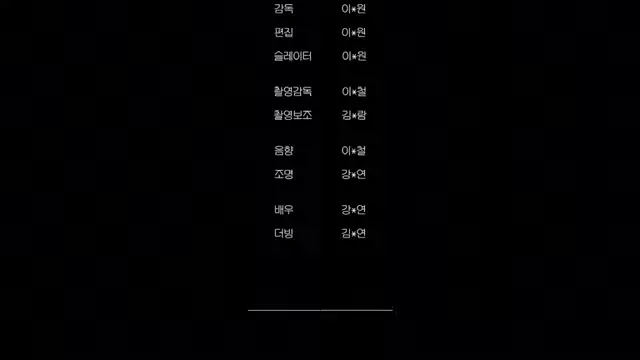 감독 이*원
편집 이*원
슬레이터 이*원
촬영감독 이*철
촬영보조 김*람
음향 이*철
조명 강*연
배우 강*연
더빙 김*연